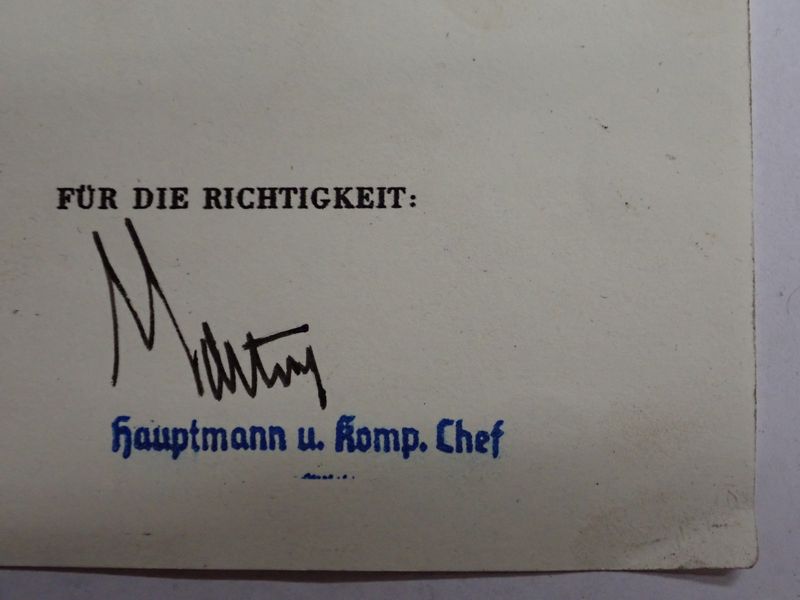 FÜR DIE RICHTIGKEIT:
Hauptmann u. Komp. Chef